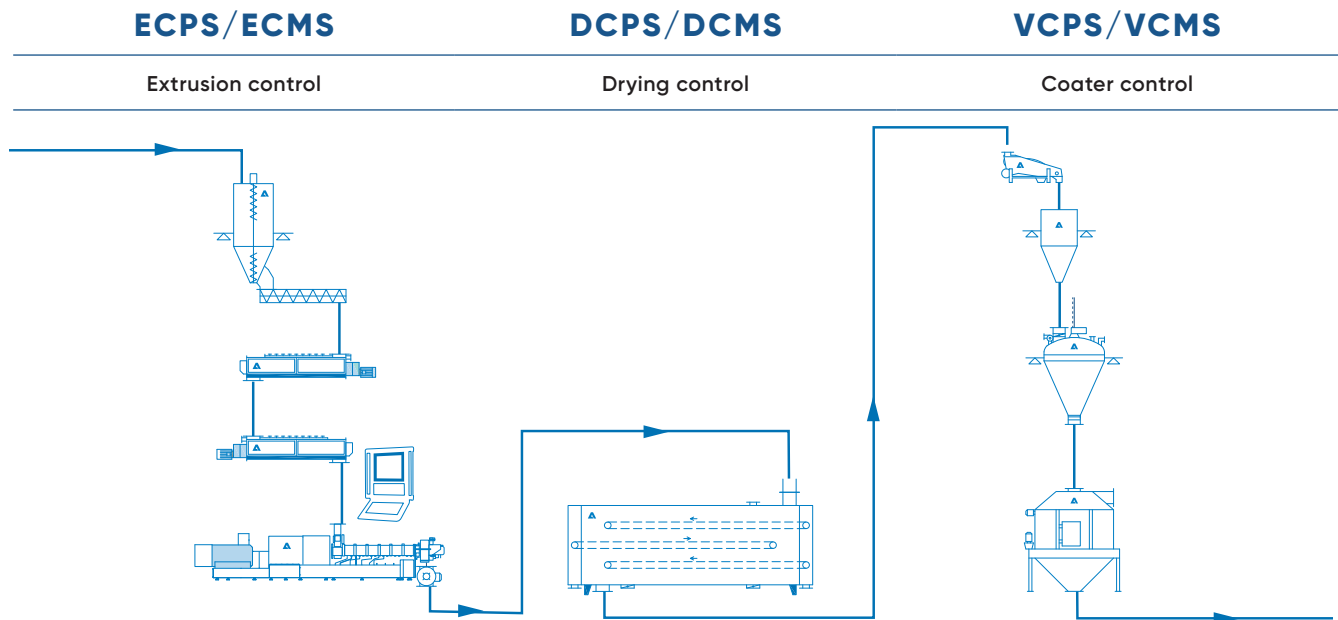 ECPS/ECMS
DCPS/DCMS
VCPS/VCMS
Extrusion control
Drying control
Coater control